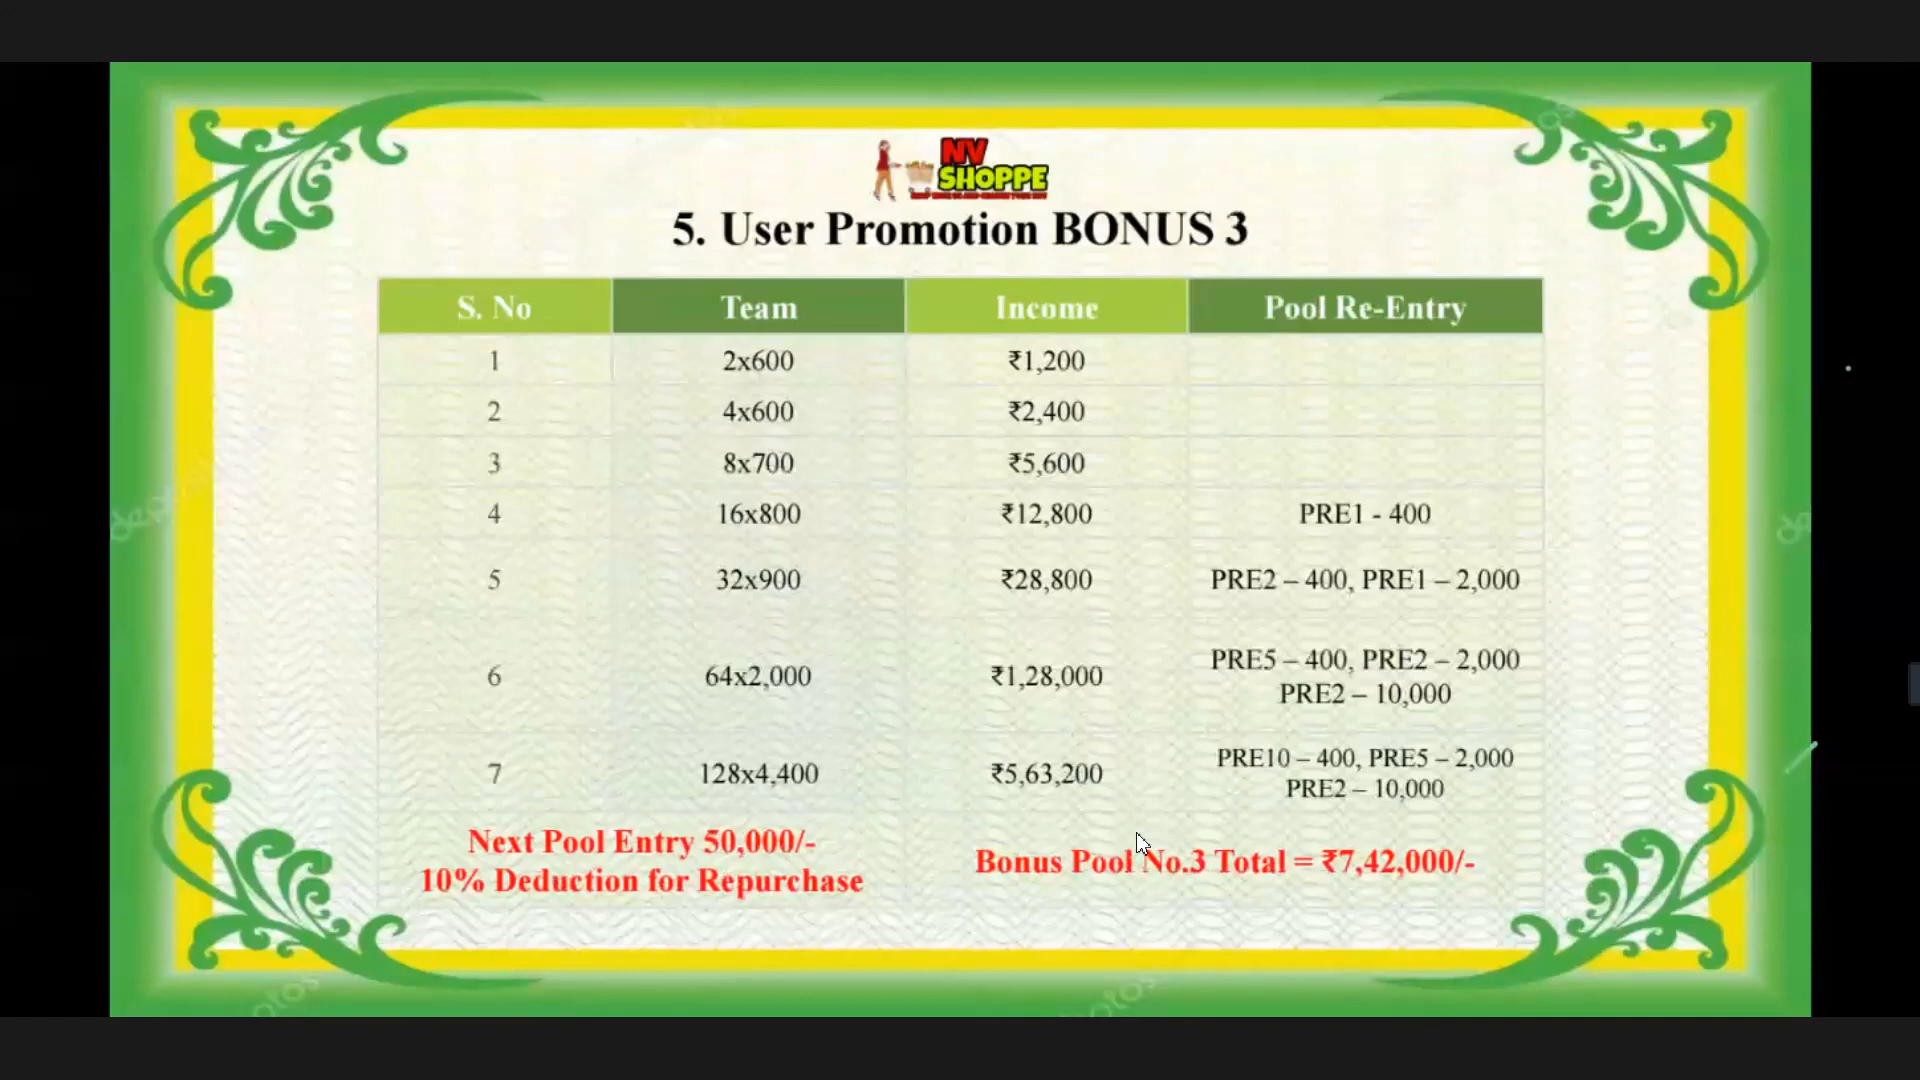 NV
SHOPPE
5. User Promotion BONUS 3
S. No Team Income Pool Re-Entry
1 2x600 ₹1,200
2 4x600 ₹2,400
3 8x700 ₹5,600
4 16x800 ₹12,800 PRE1 - 400
5 32x900 ₹28,800 PRE2 – 400, PRE1 – 2,000
6 64x2,000 ₹1,28,000 PRE5 – 400, PRE2 – 2,000
PRE2 – 10,000
7 128x4,400 ₹5,63,200 PRE10 – 400, PRE5 – 2,000
PRE2 – 10,000
Next Pool Entry 50,000/-
10% Deduction for Repurchase
Bonus Pool No.3 Total = ₹7,42,000/-